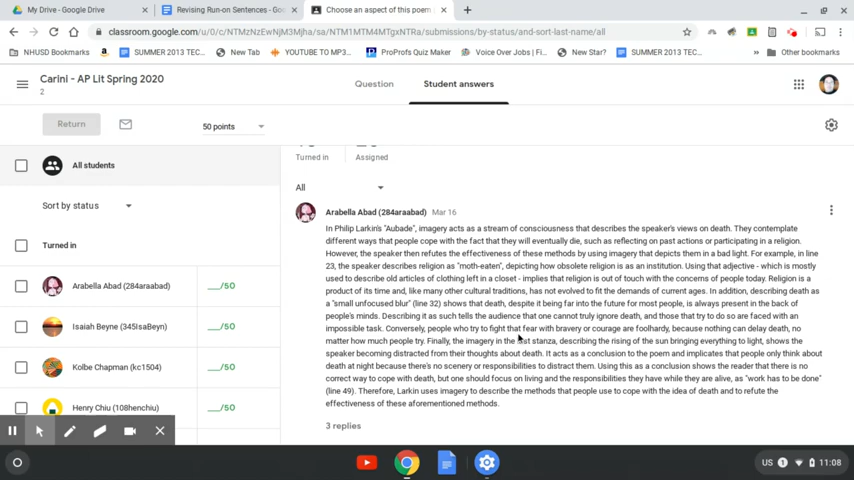 My Drive - Google Drive
Revising Run-on Sentences - Goo
Choose an aspect of this poem
classroom.google.com/u/0/c/NTMzNzEwNjM3Mjha/sa/NTM1MTM4MTgxNTRa/submissions/by-status/and-sort-last-name/all
NHUSD Bookmarks
SUMMER 2013 TEC...
New Tab
YOUTUBE TO MP3...
ProProfs Quiz Maker
Voice Over Jobs | Fi...
New Star?
SUMMER 2013 TEC...
Other bookmarks
Carini - AP Lit Spring 2020
2
Question
Student answers
Return
50 points
Turned in
Assigned
All students
All
Sort by status
Turned in
Arabella Abad (284araabad)
__/50
Isaiah Beyne (345IsaBeyn)
__/50
Kolbe Chapman (kc1504)
__/50
Henry Chiu (108henchiu)
__/50
Arabella Abad (284araabad) Mar 16
In Philip Larkin's "Aubade", imagery acts as a stream of consciousness that describes the speaker's views on death. They contemplate
different ways that people cope with the fact that they will eventually die, such as reflecting on past actions or participating in a religion.
However, the speaker then refutes the effectiveness of these methods by using imagery that depicts them in a bad light. For example, in line
23, the speaker describes religion as "moth-eaten", depicting how obsolete religion is as an institution. Using that adjective - which is mostly
used to describe old articles of clothing left in a closet - implies that religion is out of touch with the concerns of people today. Religion is a
product of its time and, like many other cultural traditions, has not evolved to fit the demands of current ages. In addition, describing death as
a "small unfocused blur" (line 32) shows that death, despite it being far into the future for most people, is always present in the back of
people's minds. Describing it as such tells the audience that one cannot truly ignore death, and those that try to do so are faced with an
impossible task. Conversely, people who try to fight that fear with bravery or courage are foolhardy, because nothing can delay death, no
matter how much people try. Finally, the imagery in the last stanza, describing the rising of the sun bringing everything to light, shows the
speaker becoming distracted from their thoughts about death. It acts as a conclusion to the poem and implicates that people only think about
death at night because there's no scenery or responsibilities to distract them. Using this as a conclusion shows the reader that there is no
correct way to cope with death, but one should focus on living and the responsibilities they have while they are alive, as "work has to be done"
(line 49). Therefore, Larkin uses imagery to describe the methods that people use to cope with the idea of death and to refute the
effectiveness of these aforementioned methods.
3 replies
US
1
11:08